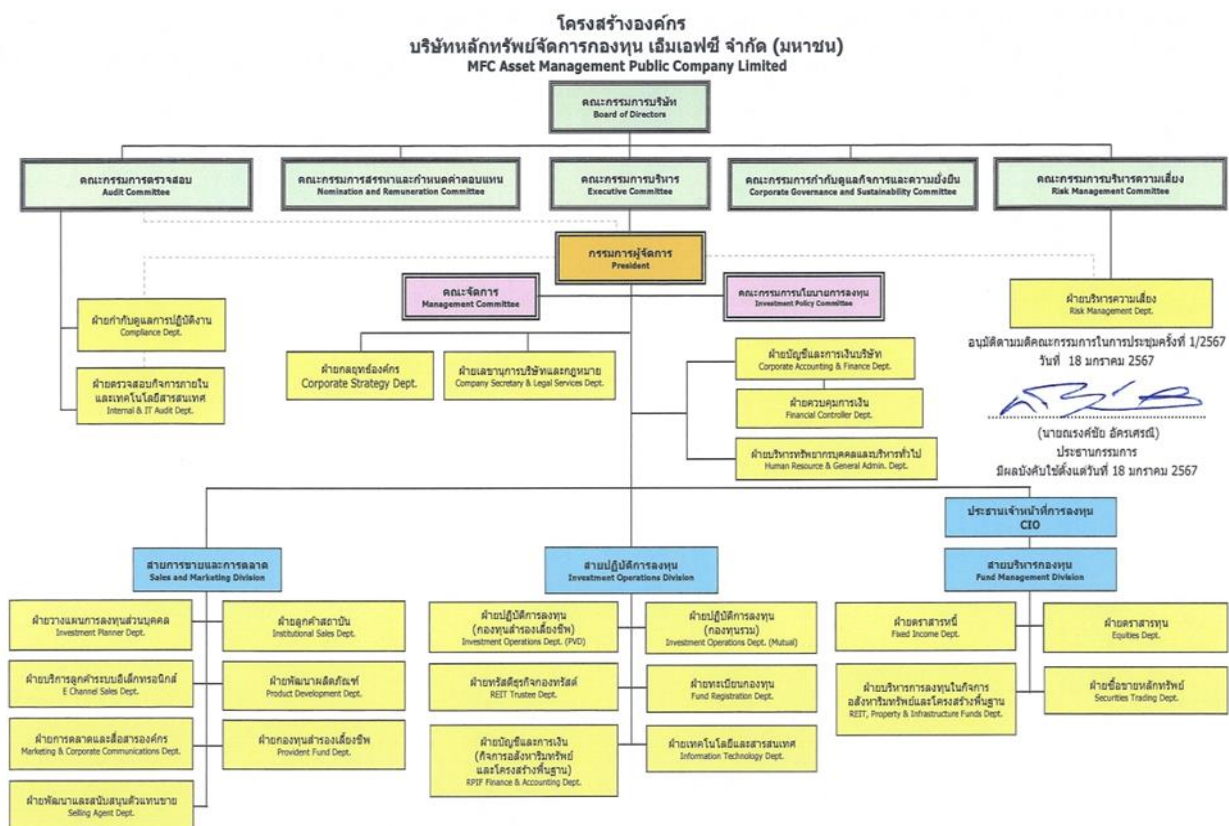 โครงสร้างองค์กร
บริษัทหลักทรัพย์จัดการกองทุน เอ็มเอฟซี จำกัด (มหาชน)
MFC Asset Management Public Company Limited
คณะกรรมการบริษัท
Board of Directors
คณะกรรมการตรวจสอบ
Audit Committee
คณะกรรมการสรรหาและกำหนดค่าตอบแทน
Nomination and Remuneration Committee
คณะกรรมการบริหาร
Executive Committee
คณะกรรมการกำกับดูแลกิจการและความยั่งยืน
Corporate Governance and Sustainability Committee
คณะกรรมการบริหารความเสี่ยง
Risk Management Committee
กรรมการผู้จัดการ
President
คณะจัดการ
Management Committee
คณะกรรมการนโยบายการลงทุน
Investment Policy Committee
ฝ่ายบริหารความเสี่ยง
Risk Management Dept.
ฝ่ายกำกับดูแลการปฏิบัติงาน
Compliance Dept.
อนุมัติตามมติคณะกรรมการในการประชุมครั้งที่ 1/2567
วันที่ 18 มกราคม 2567
ฝ่ายกลยุทธ์องค์กร
Corporate Strategy Dept.
ฝ่ายเลขานุการบริษัทและกฎหมาย
Company Secretary & Legal Services Dept.
ฝ่ายบัญชีและการเงินบริษัท
Corporate Accounting & Finance Dept.
ฝ่ายตรวจสอบกิจการภายใน
และเทคโนโลยีสารสนเทศ
Internal & IT Audit Dept.
ฝ่ายควบคุมการเงิน
Financial Controller Dept.
(นายณรงค์ชัย อัครเศรณี)
ประธานกรรมการ
มีผลบังคับใช้ตั้งแต่วันที่ 18 มกราคม 2567
ฝ่ายบริหารทรัพยากรบุคคลและบริหารทั่วไป
Human Resource & General Admin. Dept.
ประธานเจ้าหน้าที่การลงทุน
CIO
สายการขายและการตลาด
Sales and Marketing Division
สายปฏิบัติการลงทุน
Investment Operations Division
สายบริหารกองทุน
Fund Management Division
ฝ่ายวางแผนการลงทุนส่วนบุคคล
Investment Planner Dept.
ฝ่ายลูกค้าสถาบัน
Institutional Sales Dept.
ฝ่ายปฏิบัติการลงทุน
(กองทุนสำรองเลี้ยงชีพ)
Investment Operations Dept. (PVD)
ฝ่ายปฏิบัติการลงทุน
(กองทุนรวม)
Investment Operations Dept. (Mutual)
ฝ่ายตราสารหนี้
Fixed Income Dept.
ฝ่ายตราสารทุน
Equities Dept.
ฝ่ายบริการลูกค้าระบบอิเล็กทรอนิกส์
E Channel Sales Dept.
ฝ่ายพัฒนาผลิตภัณฑ์
Product Development Dept.
ฝ่ายทรัสตีธุรกิจกองทรัสต์
REIT Trustee Dept.
ฝ่ายทะเบียนกองทุน
Fund Registration Dept.
ฝ่ายบริหารการลงทุนในกิจการ
อสังหาริมทรัพย์และโครงสร้างพื้นฐาน
REIT, Property & Infrastructure Funds Dept.
ฝ่ายซื้อขายหลักทรัพย์
Securities Trading Dept.
ฝ่ายการตลาดและสื่อสารองค์กร
Marketing & Corporate Communications Dept.
ฝ่ายกองทุนสำรองเลี้ยงชีพ
Provident Fund Dept.
ฝ่ายบัญชีและการเงิน
(กิจการอสังหาริมทรัพย์
และโครงสร้างพื้นฐาน)
RPIF Finance & Accounting Dept.
ฝ่ายเทคโนโลยีและสารสนเทศ
Information Technology Dept.
ฝ่ายพัฒนาและสนับสนุนตัวแทนขาย
Selling Agent Dept.